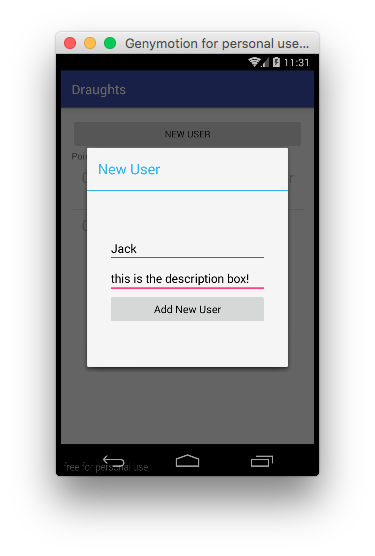 Genymotion for personal use...
11:31
Draughts
NEW USER
New User
Jack
this is the description box!
Add New User
free for personal use